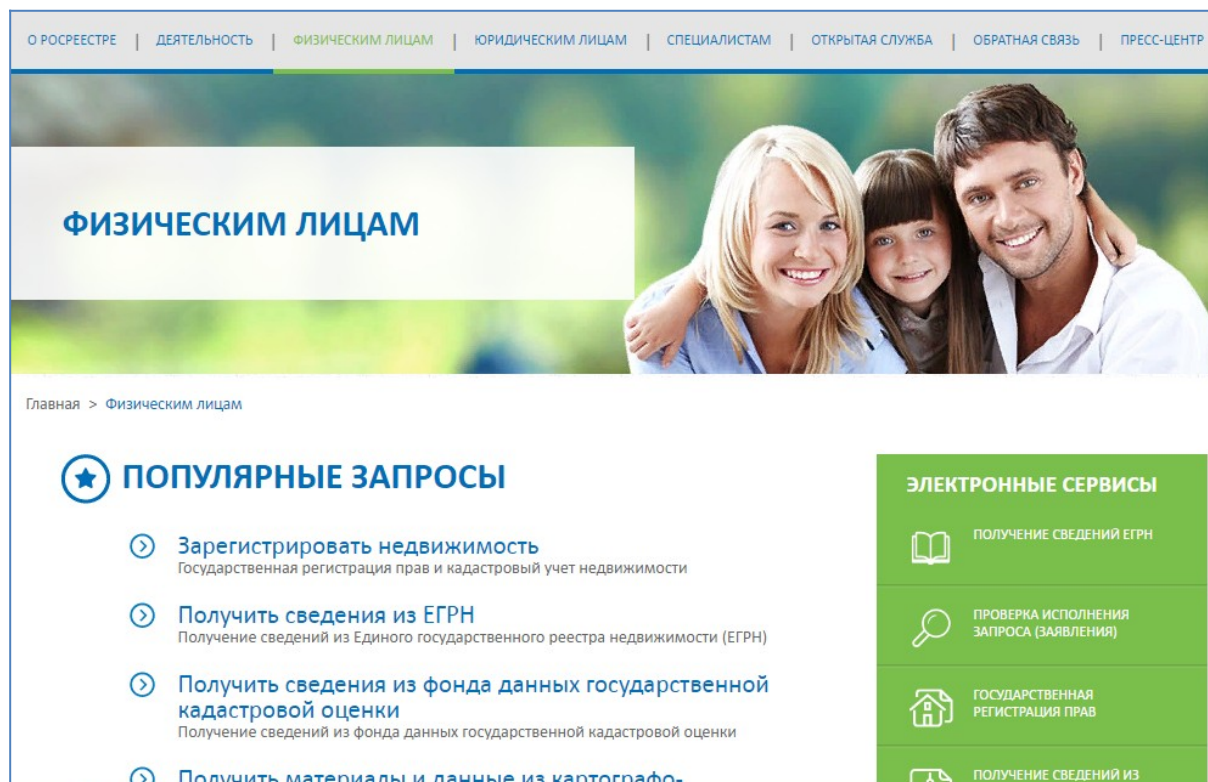 О РОСРЕЕСТРЕ | ДЕЯТЕЛЬНОСТЬ | ФИЗИЧЕСКИМ ЛИЦАМ | ЮРИДИЧЕСКИМ ЛИЦАМ | СПЕЦИАЛИСТАМ | ОТКРЫТАЯ СЛУЖБА | ОБРАТНАЯ СВЯЗЬ | ПРЕСС-ЦЕНТР
ФИЗИЧЕСКИМ ЛИЦАМ
Главная > Физическим лицам
ПОПУЛЯРНЫЕ ЗАПРОСЫ
Зарегистрировать недвижимость
Государственная регистрация прав и кадастровый учет недвижимости
Получить сведения из ЕГРН
Получение сведений из Единого государственного реестра недвижимости (ЕГРН)
Получить сведения из фонда данных государственной
кадастровой оценки
Получение сведений из фонда данных государственной кадастровой оценки
Получить материалы и данные из картографо-
ЭЛЕКТРОННЫЕ СЕРВИСЫ
ПОЛУЧЕНИЕ СВЕДЕНИЙ ЕГРН
ПРОВЕРКА ИСПОЛНЕНИЯ
ЗАПРОСА (ЗАЯВЛЕНИЯ)
ГОСУДАРСТВЕННАЯ
РЕГИСТРАЦИЯ ПРАВ
ПОЛУЧЕНИЕ СВЕДЕНИЙ ИЗ